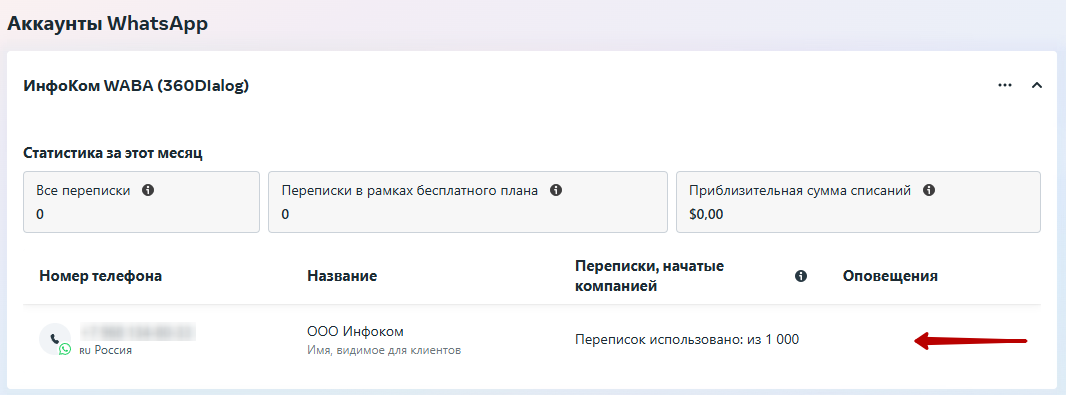 Аккаунты WhatsApp
ИнфоКом WABA (360DIalog)
Статистика за этот месяц
Все переписки
0
Переписки в рамках бесплатного плана
0
Приблизительная сумма списаний
$0,00
Номер телефона
Название
Переписки, начатые
компанией
Оповещения
ООО Инфоком
Имя, видимое для клиентов
ru Россия
Переписок использовано: из 1 000